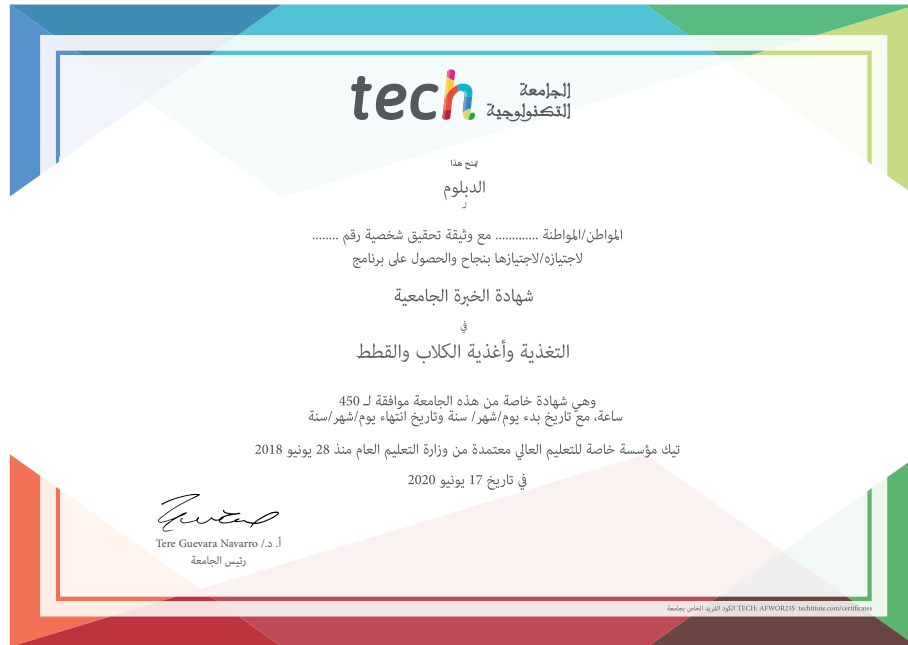 tech الجامعة
التكنولوجية
يمنح هذا
الدبلوم
لـ
المواطن/المواطنة ............. مع وثيقة تحقيق شخصية رقم ........
لاجتيازه/لاجتيازها بنجاح والحصول على برنامج
شهادة الخبرة الجامعية
في
التغذية وأغذية الكلاب والقطط
وهي شهادة خاصة من هذه الجامعة موافقة لـ 450
ساعة، مع تاريخ بدء يوم/شهر/ سنة وتاريخ انتهاء يوم/شهر/سنة
تيك مؤسسة خاصة للتعليم العالي معتمدة من وزارة التعليم العام منذ 28 يونيو 2018
في تاريخ 17 يونيو 2020
أ. د./ Tere Guevara Navarro
رئيس الجامعة
الكود الفريد الخاص بجامعة TECH: AFWOR23S techtitute.com/certificates